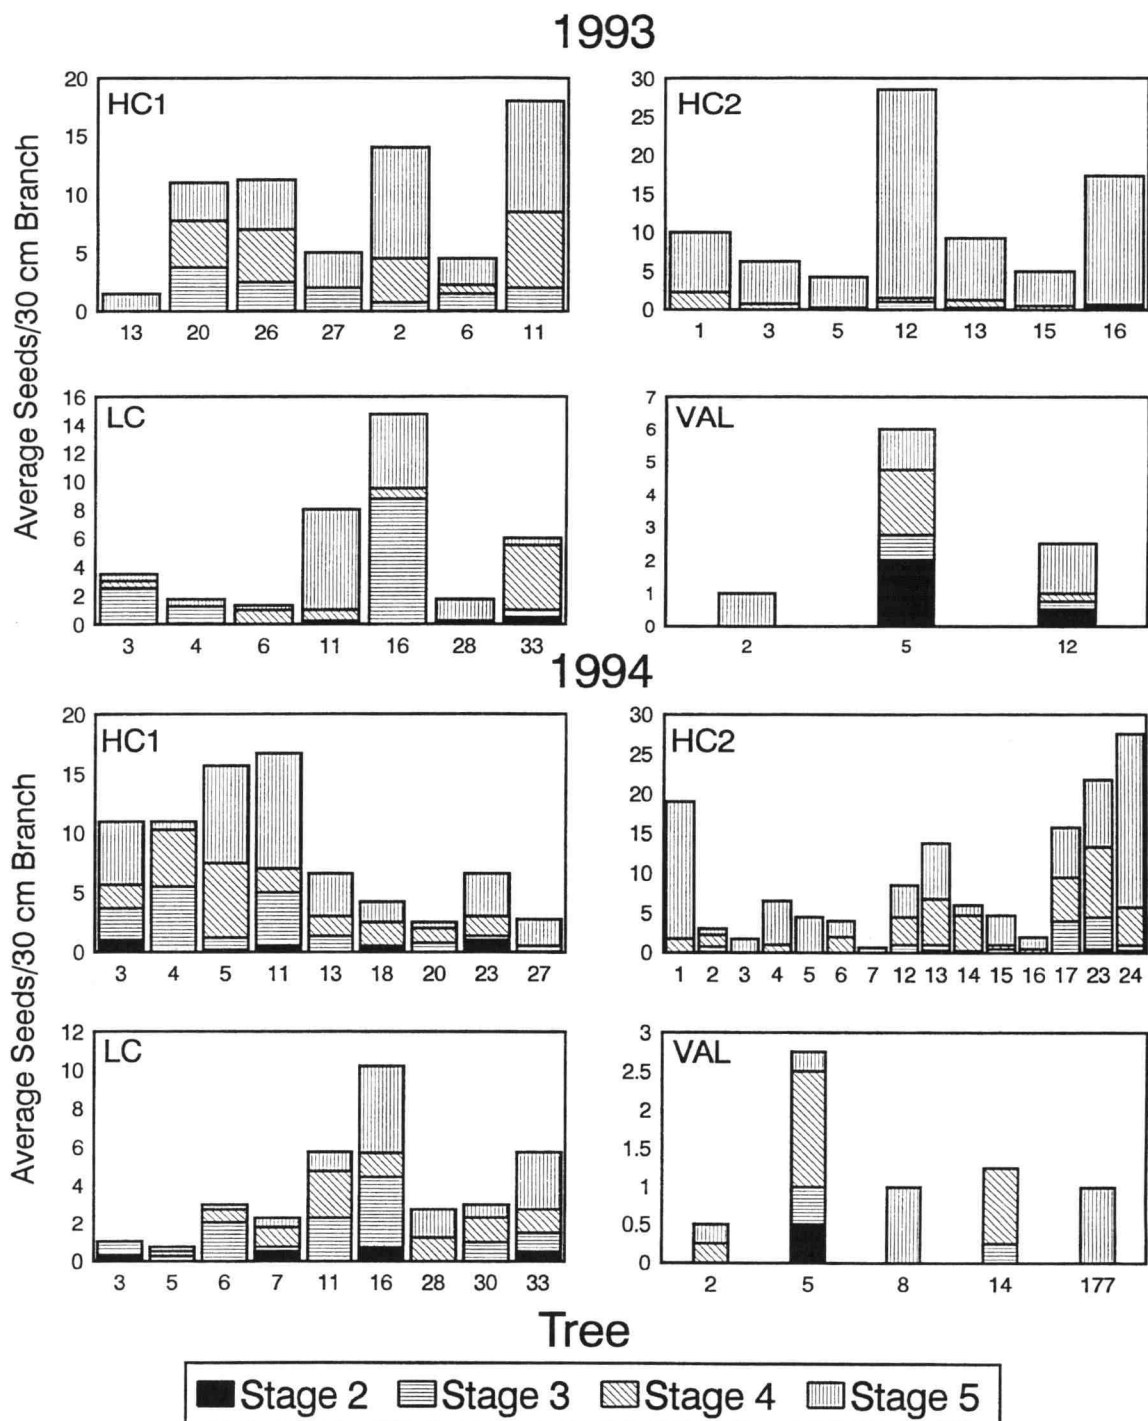 1993
HC1
20
15
10
5
0
13 20 26 27 2 6 11
HC2
30
25
20
15
10
5
0
1 3 5 12 13 15 16
Average Seeds/30 cm Branch
LC
16
14
12
10
8
6
4
2
0
3 4 6 11 16 28 33
VAL
7
6
5
4
3
2
1
0
2 5 12
1994
HC1
20
15
10
5
0
3 4 5 11 13 18 20 23 27
HC2
30
25
20
15
10
5
0
1 2 3 4 5 6 7 12 13 14 15 16 17 23 24
Average Seeds/30 cm Branch
LC
12
10
8
6
4
2
0
3 5 6 7 11 16 28 30 33
VAL
3
2.5
2
1.5
1
0.5
0
2 5 8 14 177
Tree
Stage 2 Stage 3 Stage 4 Stage 5